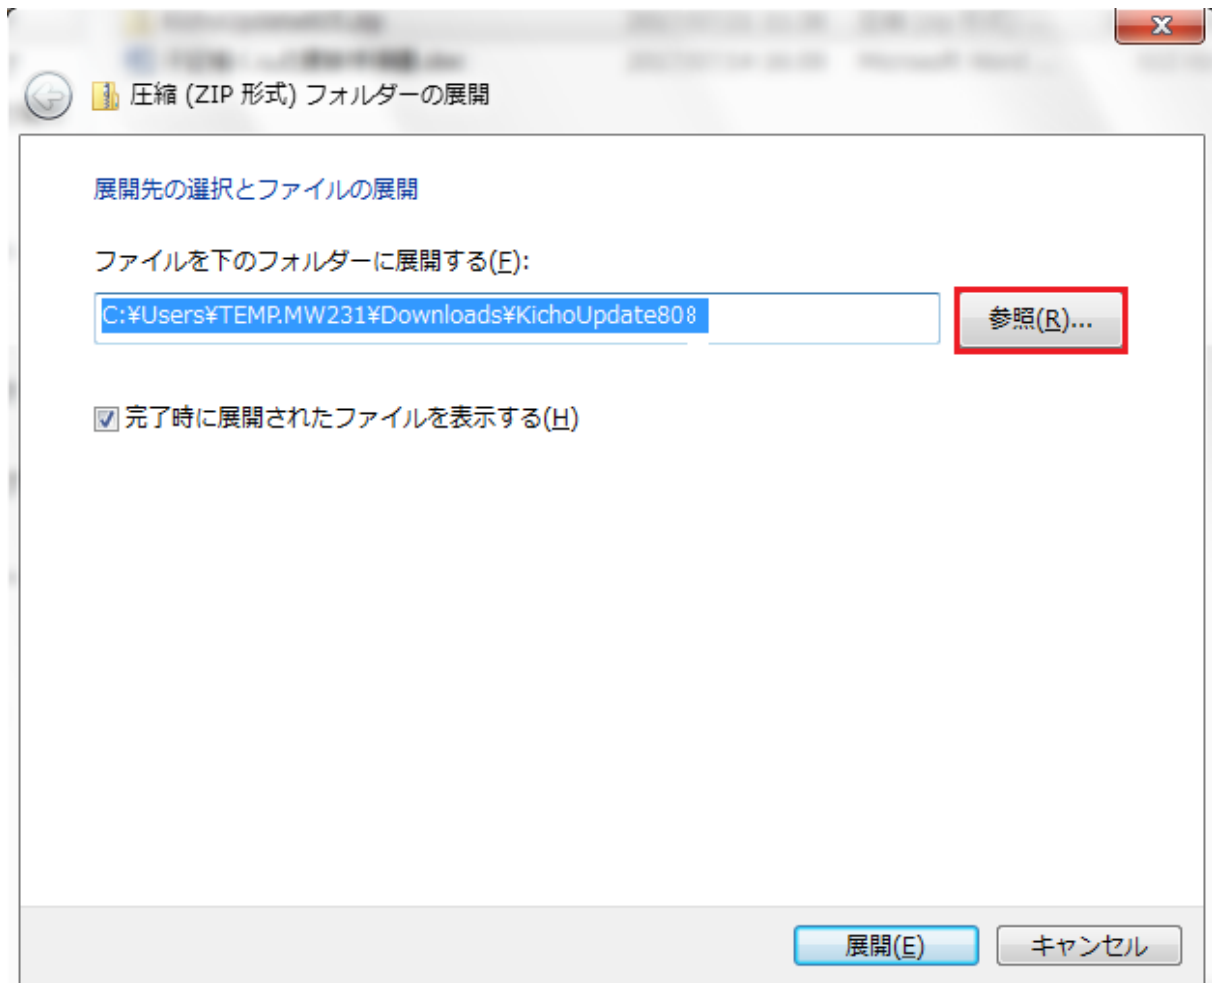 圧縮 (ZIP 形式) フォルダーの展開
展開先の選択とファイルの展開
ファイルを下のフォルダーに展開する(F):
C:¥Users¥TEMP.MW231¥Downloads¥KichoUpdate808
参照(R)...
完了時に展開されたファイルを表示する(H)
展開(E)
キャンセル